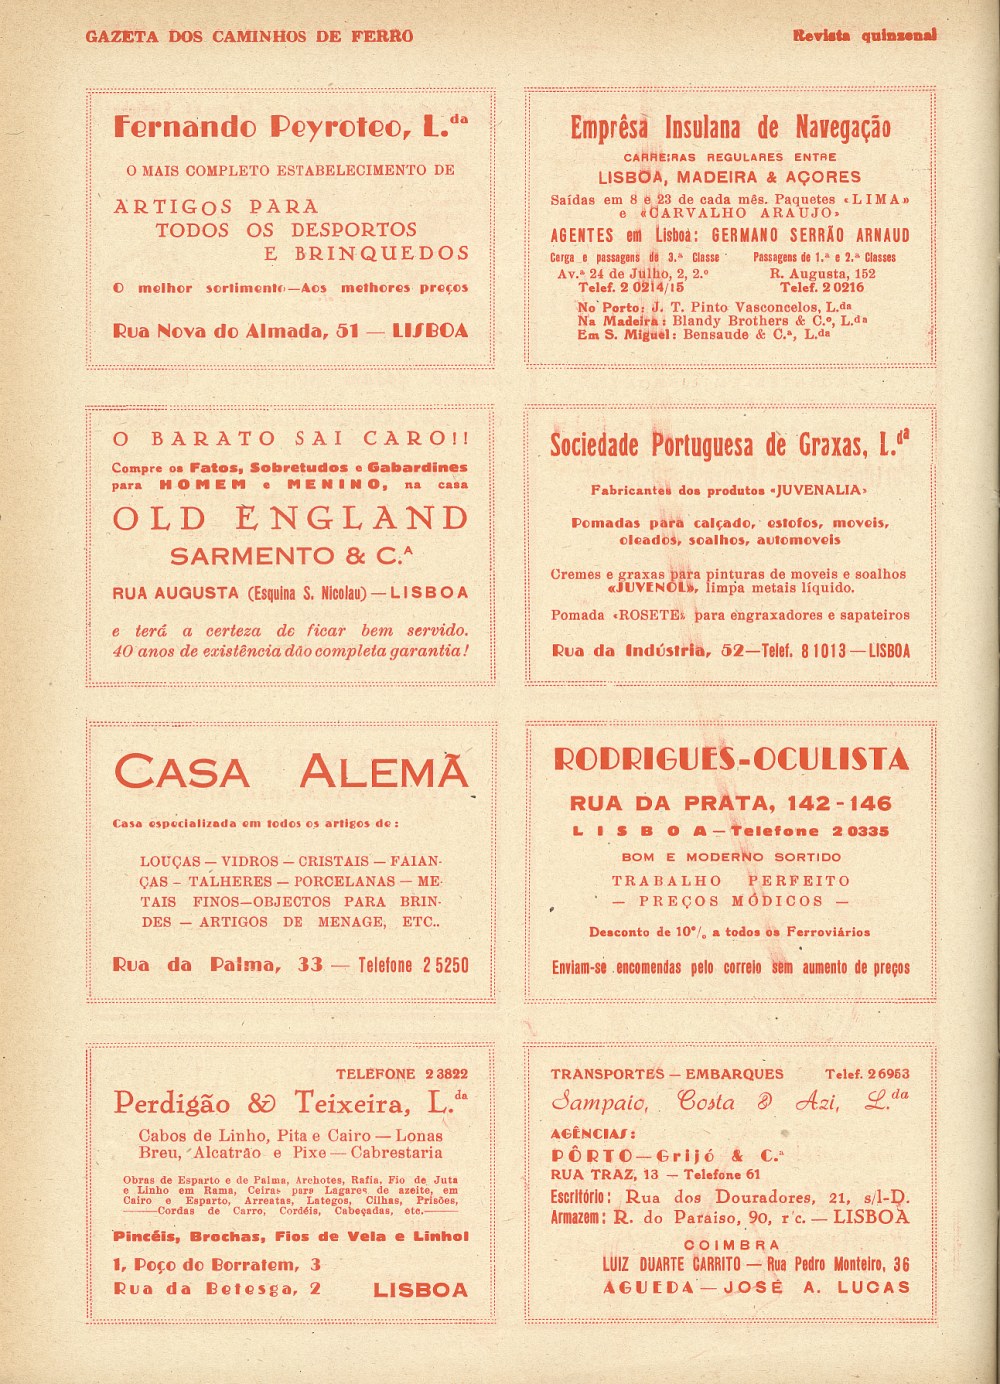 GAZETA DOS CAMINHOS DE FERRO
Revista quinzenal
Fernando Peyroteo, L.da
O MAIS COMPLETO ESTABELECIMENTO DE
ARTIGOS PARA
TODOS OS DESPORTOS
E BRINQUEDOS
O melhor sortimento—Aos melhores preços
Rua Nova do Almada, 51 — LISBOA
Emprêsa Insulana de Navegação
CARREIRAS REGULARES ENTRE
LISBOA, MADEIRA & AÇORES
Saídas em 8 e 23 de cada mês. Paquetes «LIMA»
e «CARVALHO ARAUJO»
AGENTES em Lisboa: GERMANO SERRÃO ARNAUD
Carga e passagens de 3.ª Classe
Av.ª 24 de Julho, 2, 2.º
Telef. 2 0214/15
Passagens de 1.ª e 2.ª Classes
R. Augusta, 152
Telef. 2 0216
No Porto: J. T. Pinto Vasconcelos, L.da
Na Madeira: Blandy Brothers & C.º, L.da
Em S. Miguel: Bensaude & C.ª, L.da
O BARATO SAI CARO!!
Compre os Fatos, Sobretudos e Gabardines
para HOMEM e MENINO, na casa
OLD ENGLAND
SARMENTO & C.A
RUA AUGUSTA (Esquina S. Nicolau) — LISBOA
e terá a certeza de ficar bem servido.
40 anos de existência dão completa garantia!
Sociedade Portuguesa de Graxas, L.da
Fabricantes dos produtos «JUVENALIA»
Pomadas para calçado, estofos, moveis,
oleados, soalhos, automoveis
Cremes e graxas para pinturas de moveis e soalhos
«JUVENOL», limpa metais líquido.
Pomada «ROSETE» para engraxadores e sapateiros
Rua da Indústria, 52—Telef. 8 1013 — LISBOA
CASA ALEMÃ
Casa especializada em todos os artigos de:
LOUÇAS — VIDROS — CRISTAIS — FAIAN-
ÇAS – TALHERES — PORCELANAS — ME-
TAIS FINOS—OBJECTOS PARA BRIN-
DES — ARTIGOS DE MENAGE, ETC..
Rua da Palma, 33 — Telefone 2 5250
RODRIGUES-OCULISTA
RUA DA PRATA, 142-146
LISBOA—Telefone 2 0335
BOM E MODERNO SORTIDO
TRABALHO PERFEITO
— PREÇOS MÓDICOS —
Desconto de 10% a todos os Ferroviários
Enviam-se encomendas pelo correio sem aumento de preços
TELEFONE 2 3822
Perdigão & Teixeira, L.da
Cabos de Linho, Pita e Cairo — Lonas
Breu, Alcatrão e Pixe — Cabrestaria
Obras de Esparto e de Palma, Archotes, Rafia, Fio de Juta
e Linho em Rama, Ceiras para Lagares de azeite, em
Cairo e Esparto, Arreatas, Lategos, Cilhas, Prisões,
———Cordas de Carro, Cordéis, Cabeçadas, etc.———
Pincéis, Brochas, Fios de Vela e Linhol
1, Poço do Borratem, 3
Rua da Betesga, 2 LISBOA
TRANSPORTES — EMBARQUES Telef. 2 6953
Sampaio, Costa & Azi, L.da
AGÊNCIAS:
PÔRTO—Grijó & C.ª
RUA TRAZ, 13 — Telefone 61
Escritório: Rua dos Douradores, 21, s/l-D.
Armazem: R. do Paraiso, 90, r/c. — LISBOA
COIMBRA
LUIZ DUARTE CARRITO — Rua Pedro Monteiro, 36
AGUEDA — JOSÉ A. LUCAS